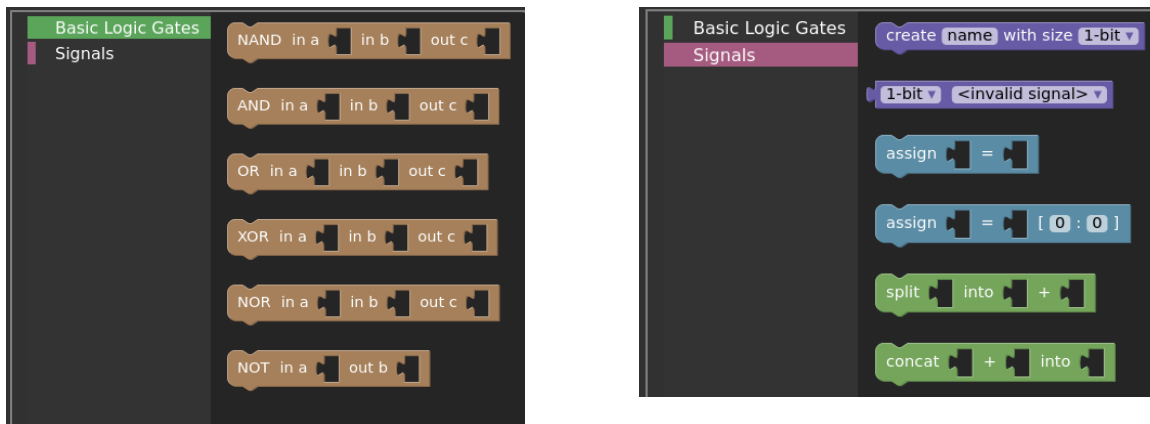 Basic Logic Gates
Signals
NAND in a in b out c
AND in a in b out c
OR in a in b out c
XOR in a in b out c
NOR in a in b out c
NOT in a out b
Basic Logic Gates
Signals
create name with size 1-bit ▾
1-bit ▾ <invalid signal> ▾
assign =
assign = [ 0 : 0 ]
split into +
concat + into